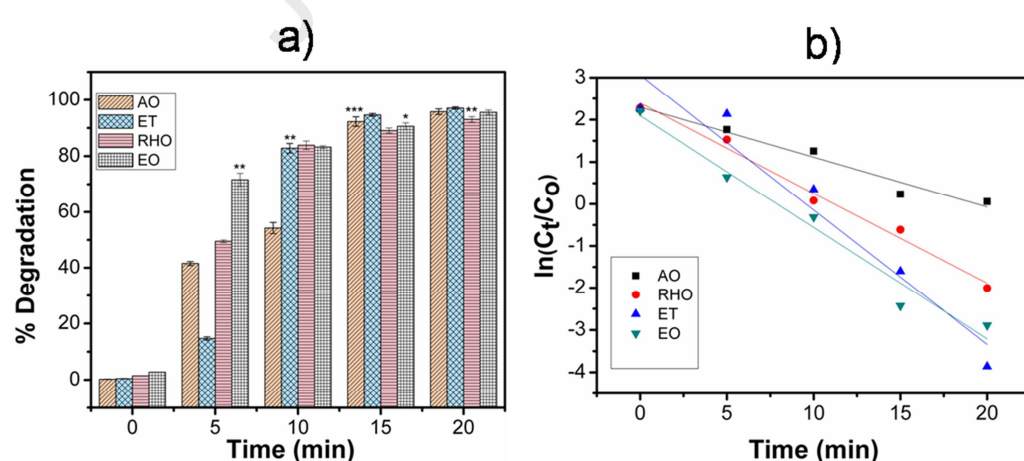 a)
100
80
60
40
20
0
% Degradation
AO
ET
RHO
EO
**
**
***
*
**
0 5 10 15 20
Time (min)
b)
3
2
1
0
-1
-2
-3
-4
ln(Ct/Co)
AO
RHO
ET
EO
0 5 10 15 20
Time (min)